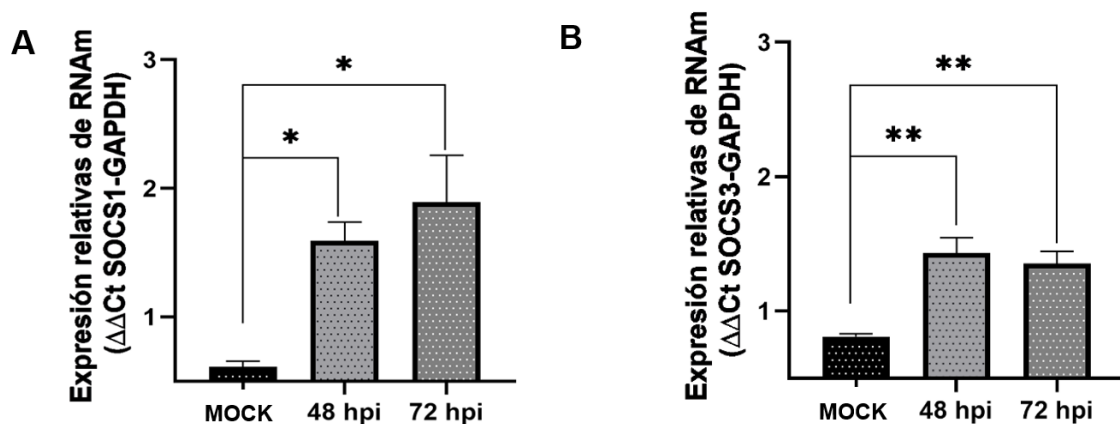 A
Expresión relativas de RNAm
(ΔΔCt SOCS1-GAPDH)
3
2
1
*
*
MOCK 48 hpi 72 hpi
B
Expresión relativas de RNAm
(ΔΔCt SOCS3-GAPDH)
3
2
1
**
**
MOCK 48 hpi 72 hpi